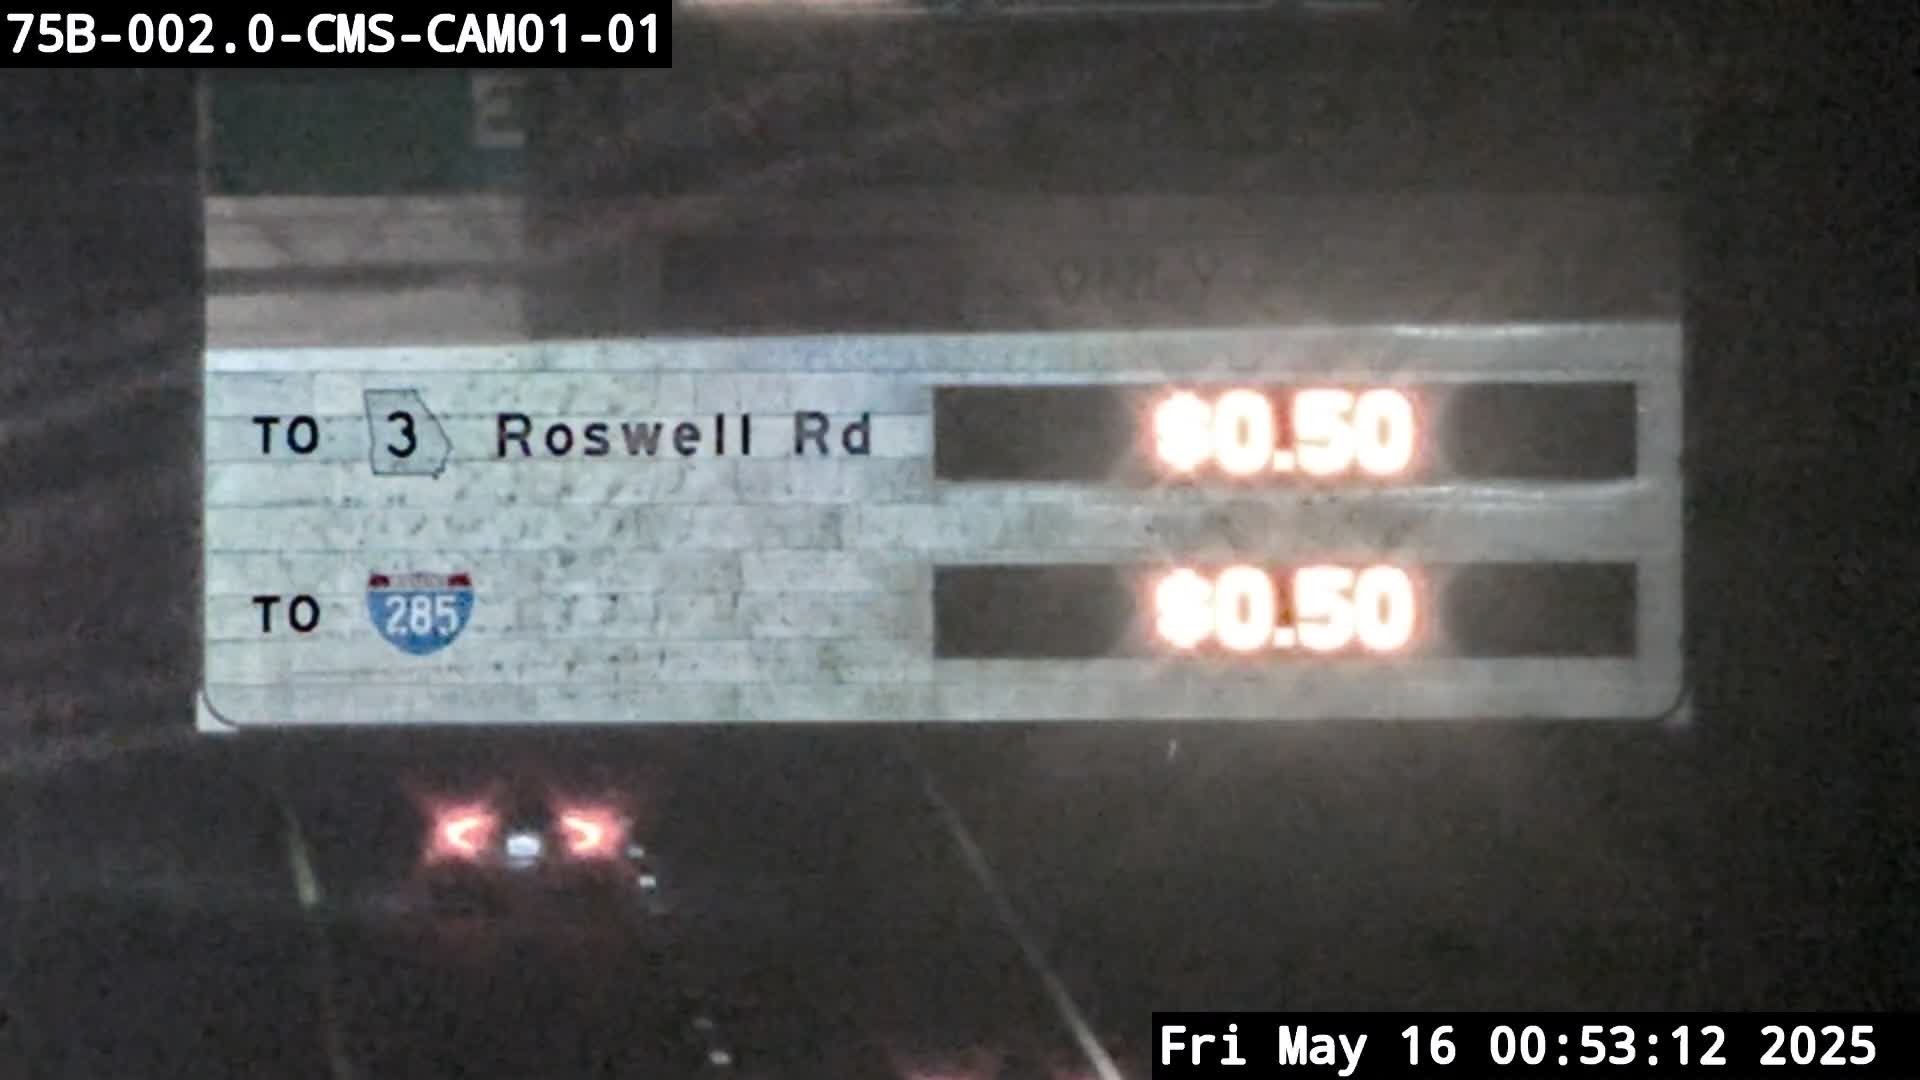 75B-002.0-CMS-CAM01-01
E
ONLY
TO 3 Roswell Rd $0.50
TO 285 $0.50
Fri May 16 00:53:12 2025